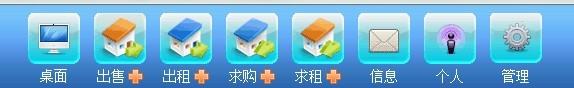 桌面 出售 出租 求购 求租 信息 个人 管理